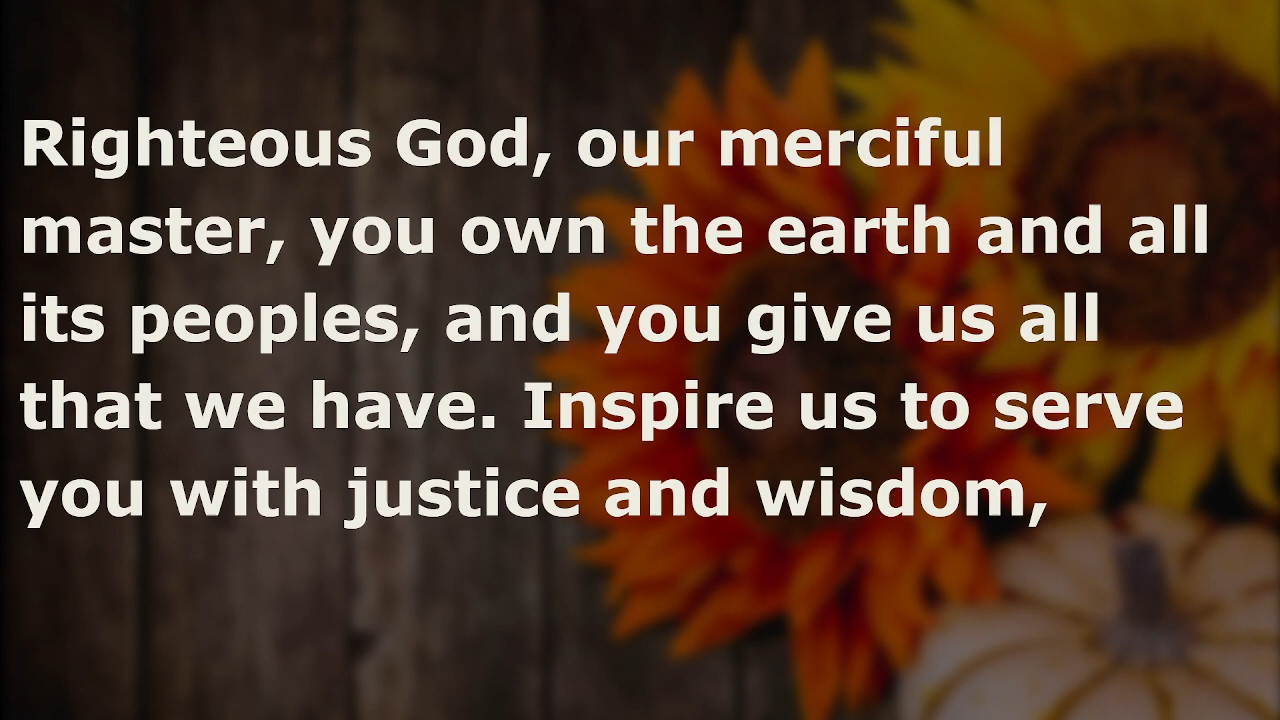 Righteous God, our merciful
master, you own the earth and all
its peoples, and you give us all
that we have. Inspire us to serve
you with justice and wisdom,